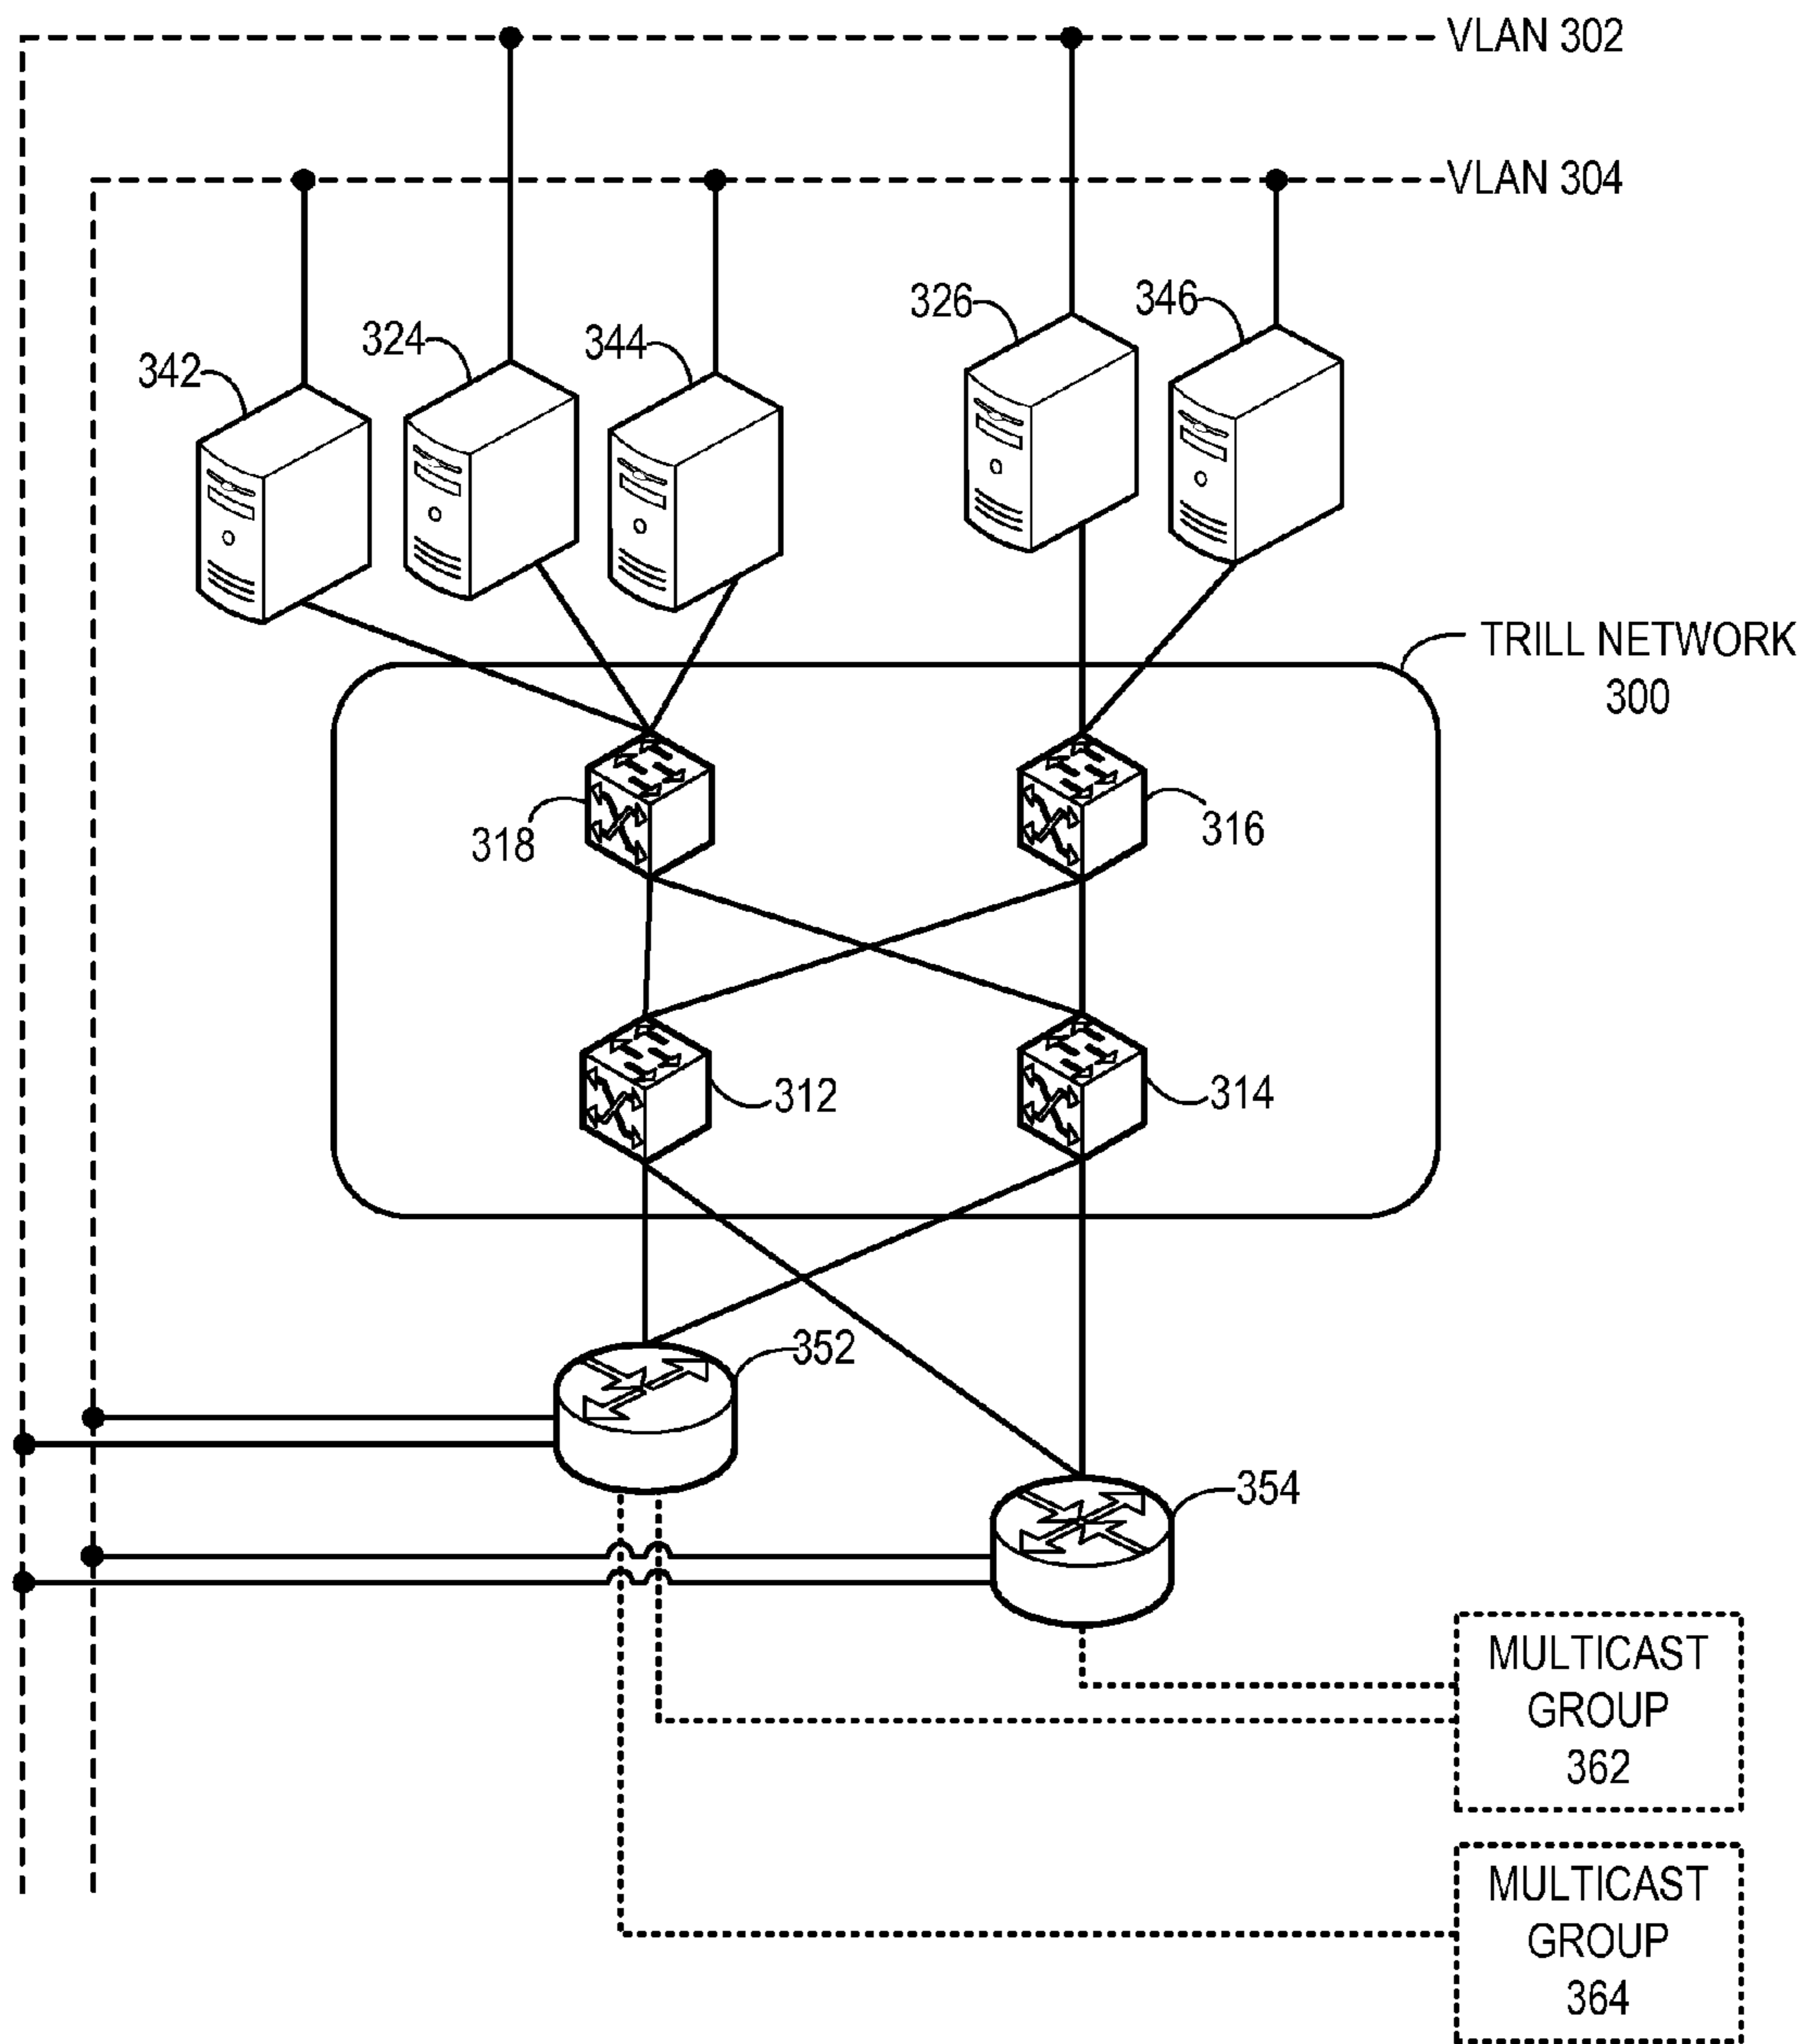 VLAN 302
VLAN 304
326
346
324
344
342
TRILL NETWORK
300
318
316
312
314
352
354
MULTICAST
GROUP
362
MULTICAST
GROUP
364